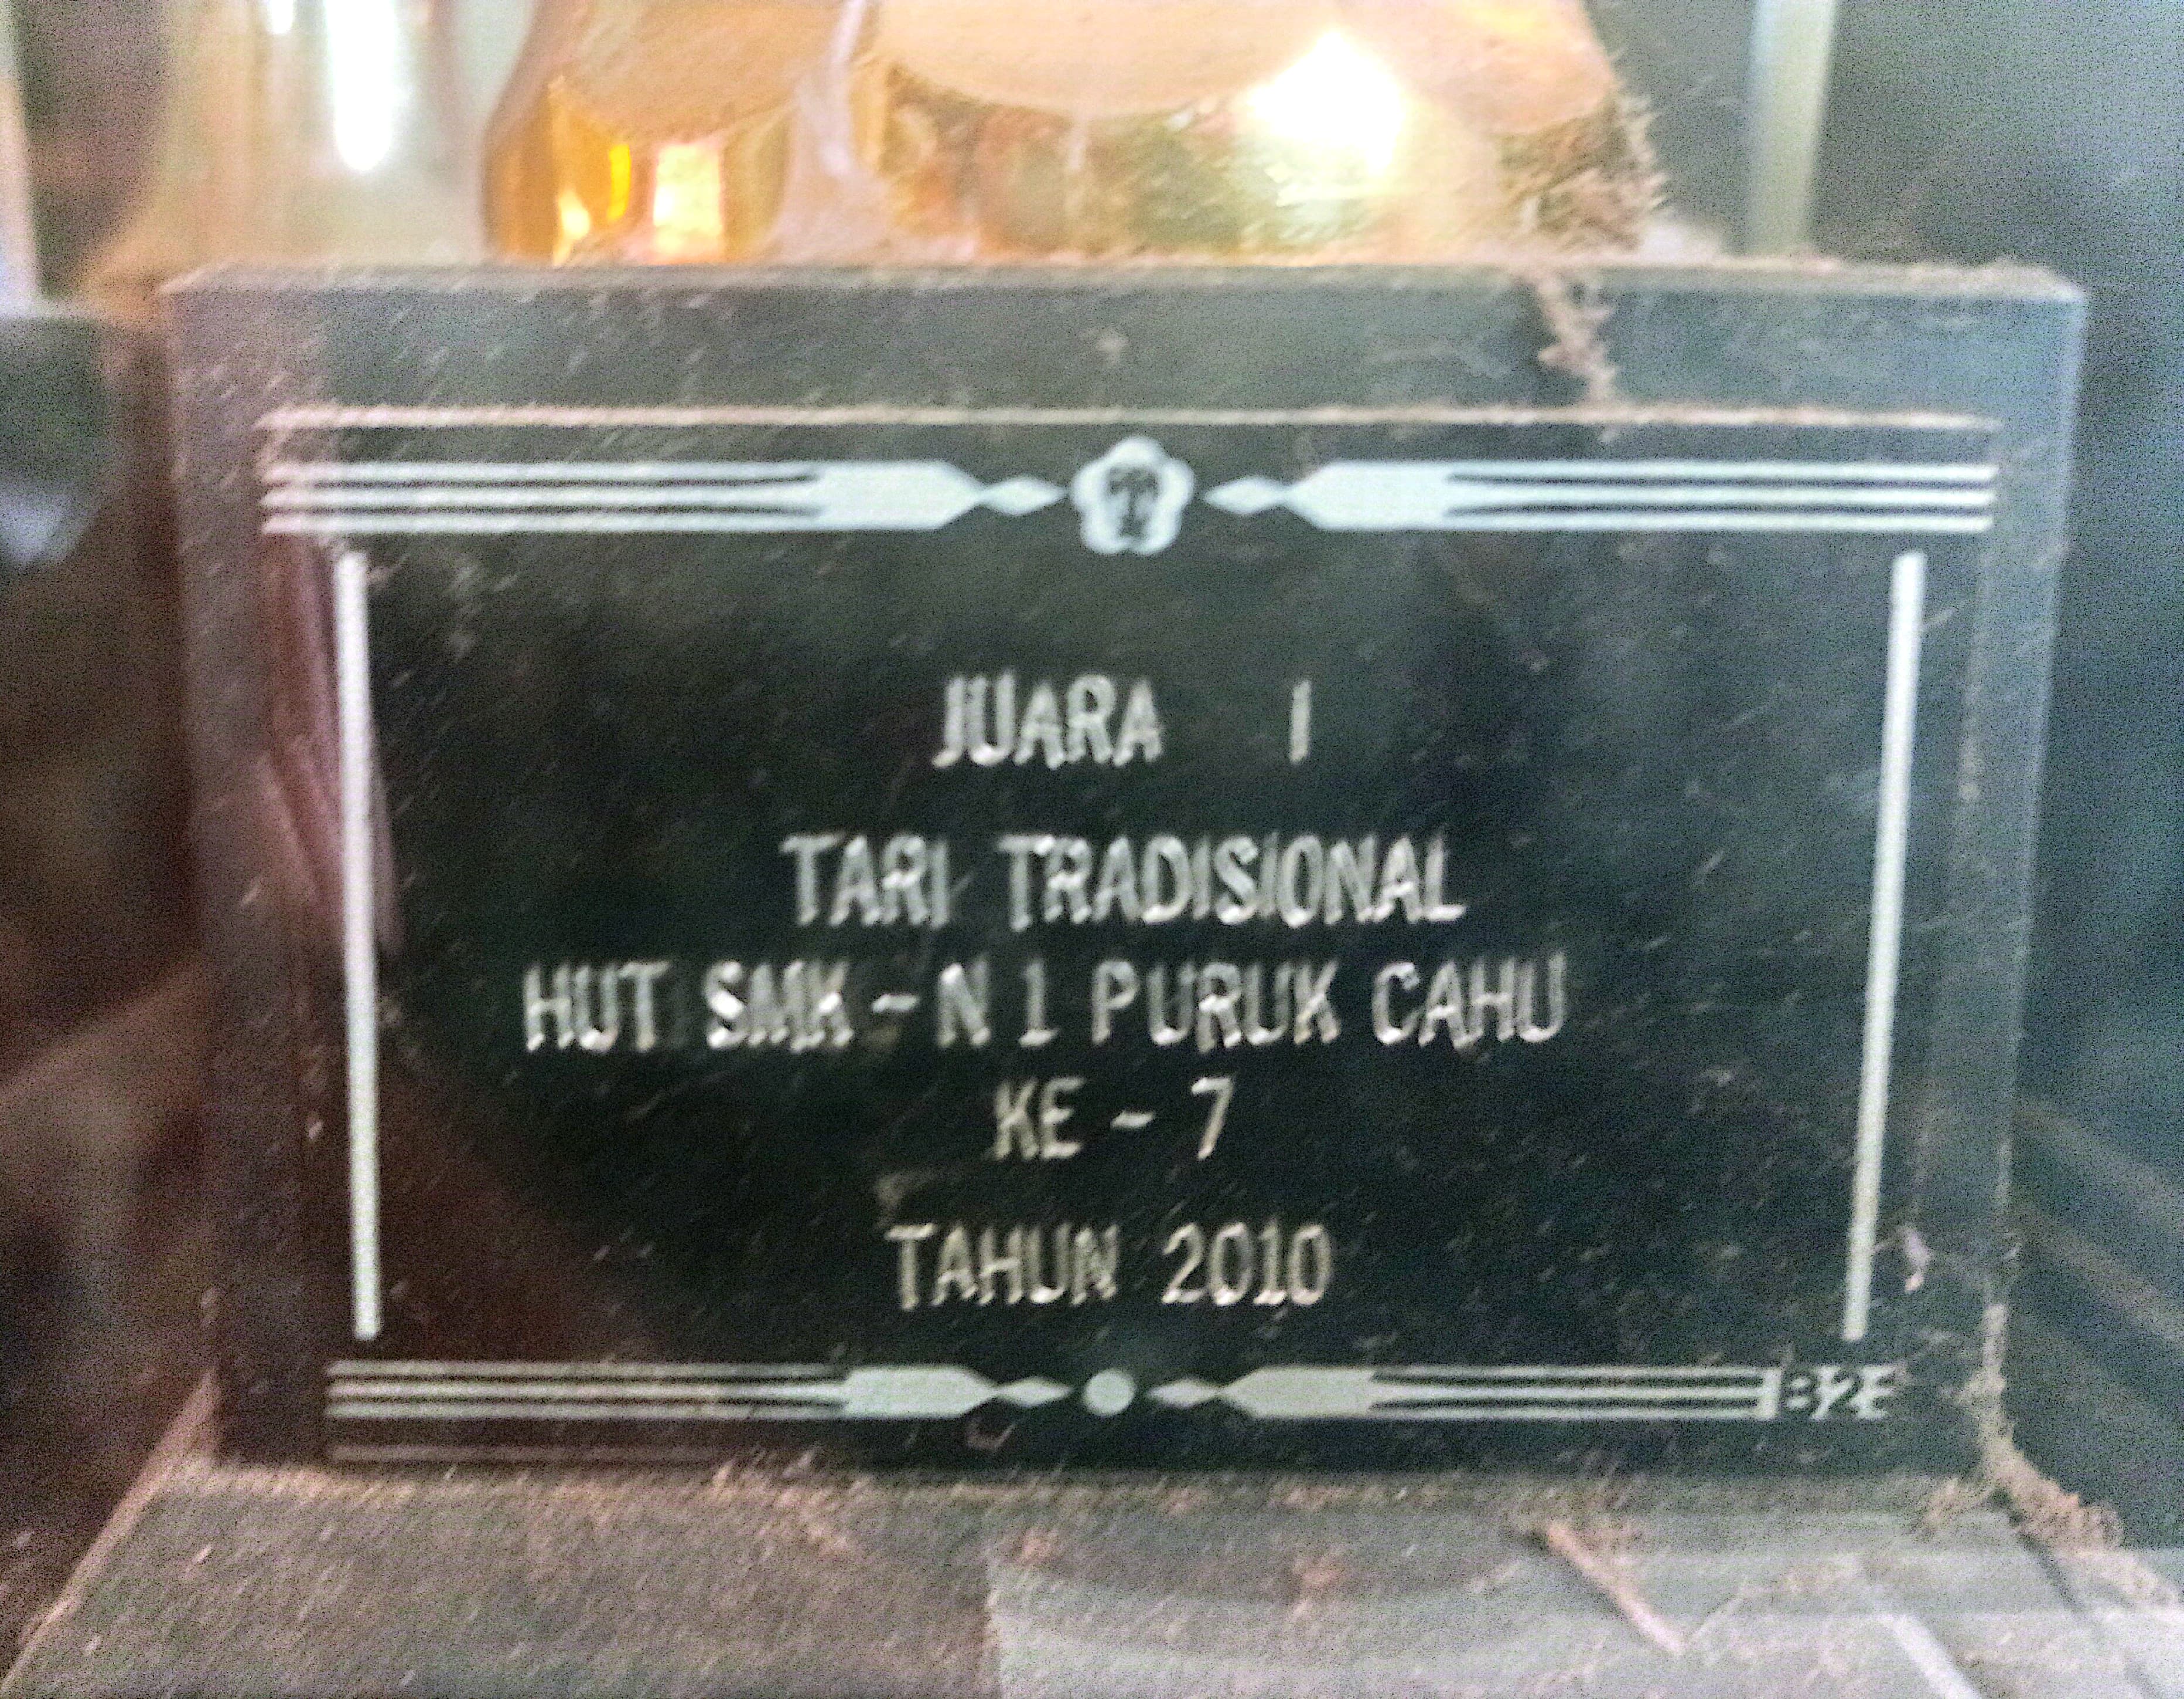 JUARA I
TARI TRADISIONAL
HUT SMK - N 1 PURUK CAHU
KE - 7
TAHUN 2010